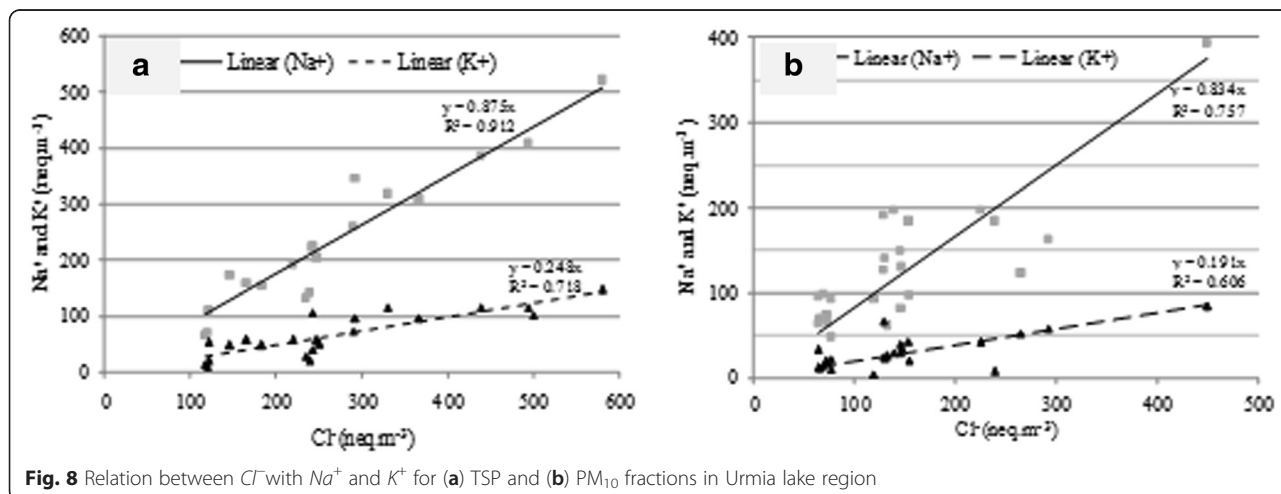 a
Linear (Na+) Linear (K+)
y = 0.875x
R² = 0.912
y = 0.248x
R² = 0.718
600
500
400
300
200
100
0
0 100 200 300 400 500 600
Na⁺ and K⁺ (neq.m⁻³)
Cl⁻ (neq.m⁻³)
b
Linear (Na+) Linear (K+)
y = 0.834x
R² = 0.757
y = 0.191x
R² = 0.606
400
300
200
100
0
0 100 200 300 400 500
Na⁺ and K⁺ (neq.m⁻³)
Cl⁻ (neq.m⁻³)
Fig. 8 Relation between Cl⁻with Na⁺ and K⁺ for (a) TSP and (b) PM₁₀ fractions in Urmia lake region